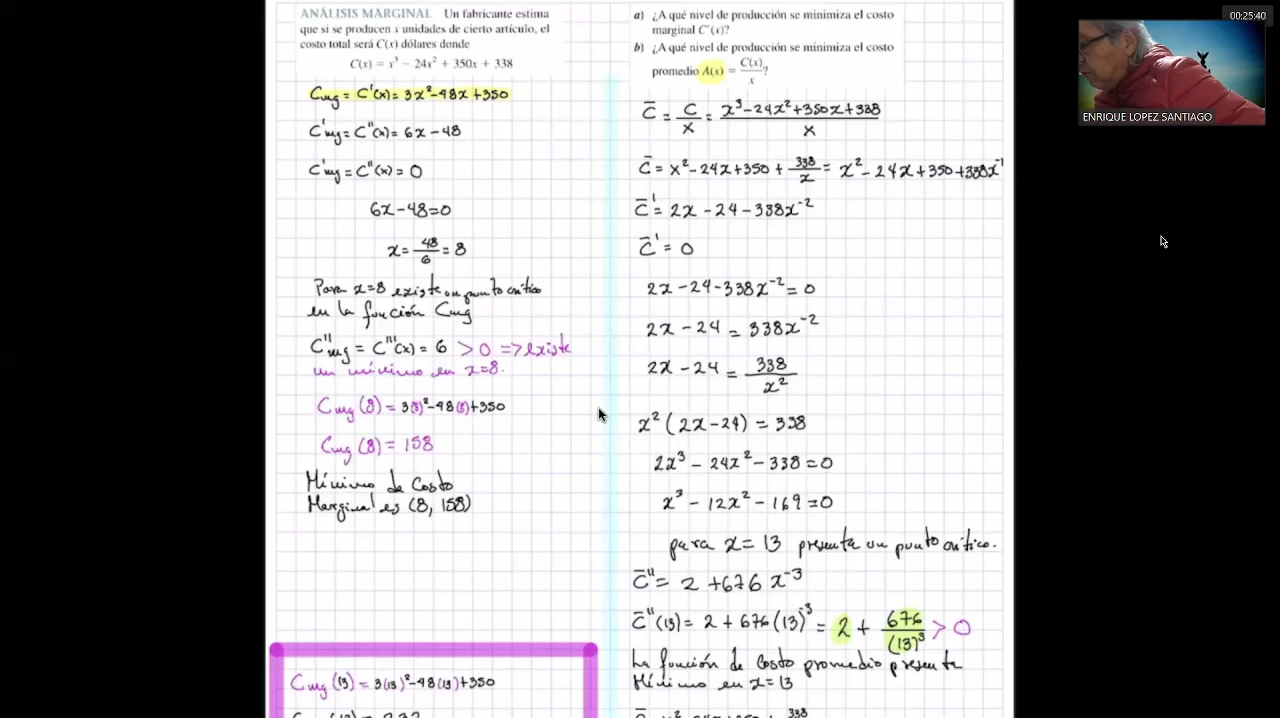 ANÁLISIS MARGINAL Un fabricante estima
que si se producen x unidades de cierto artículo, el
costo total será C(x) dólares donde
C(x) = x³ − 24x² + 350x + 338
Cmg = C'(x) = 3x²-48x+350
C'mg = C''(x) = 6x-48
C'mg = C''(x) = 0
6x-48=0
x = 48/6 = 8
Para x=8 existe un punto crítico
en la función Cmg
C''mg = C'''(x) = 6 >0 => existe
un mínimo en x=8.
Cmg(8) = 3(8)²-48(8)+350
Cmg(8) = 158
Mínimo de Costo
Marginal es (8, 158)
Cmg(13) = 3(13)²-48(13)+350
a) ¿A qué nivel de producción se minimiza el costo
marginal C'(x)?
b) ¿A qué nivel de producción se minimiza el costo
promedio A(x) = C(x)/x?
C̄ = C/x = x³-24x²+350x+338/x
C̄ = x²-24x+350 + 338/x = x²-24x+350+338x⁻¹
C̄' = 2x-24-338x⁻²
C̄' = 0
2x-24-338x⁻² = 0
2x-24 = 338x⁻²
2x-24 = 338/x²
x²(2x-24) = 338
2x³ - 24x² - 338 = 0
x³ - 12x² - 169 = 0
para x = 13 presenta un punto crítico.
C̄'' = 2 + 676 x⁻³
C̄''(13) = 2 + 676(13)⁻³ = 2 + 676/(13)³ > 0
La función de costo promedio presenta
Mínimo en x=13
00:25:40
ENRIQUE LOPEZ SANTIAGO